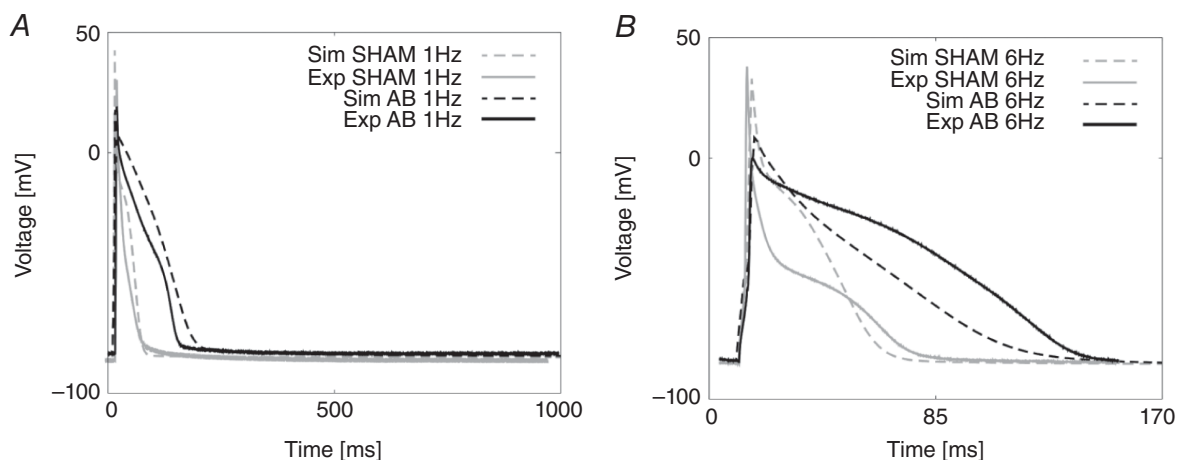 A
50
Sim SHAM 1Hz
Exp SHAM 1Hz
Sim AB 1Hz
Exp AB 1Hz
0
Voltage [mV]
−100
0
500
1000
Time [ms]
B
50
Sim SHAM 6Hz
Exp SHAM 6Hz
Sim AB 6Hz
Exp AB 6Hz
0
Voltage [mV]
−100
0
85
170
Time [ms]